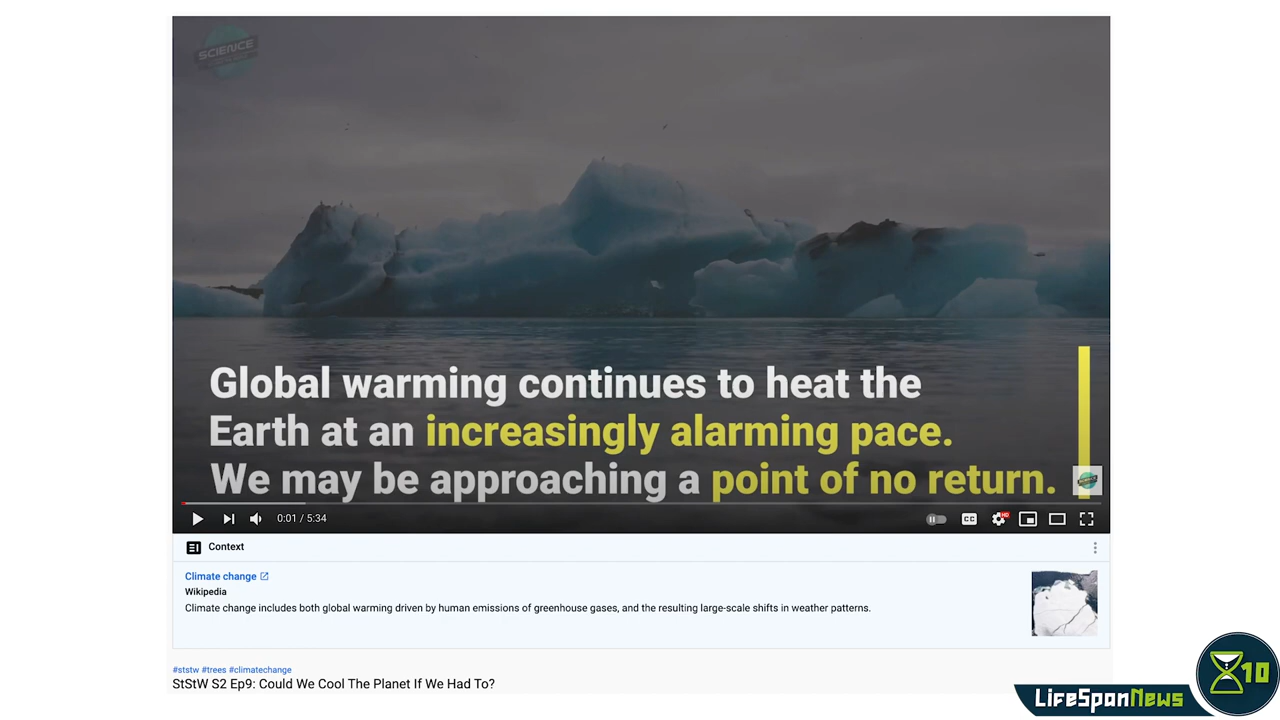 SCIENCE
Global warming continues to heat the
Earth at an increasingly alarming pace.
We may be approaching a point of no return.
0:01 / 5:34
CC
HD
Context
Climate change
Wikipedia
Climate change includes both global warming driven by human emissions of greenhouse gases, and the resulting large-scale shifts in weather patterns.
#ststw #trees #climatechange
StStW S2 Ep9: Could We Cool The Planet If We Had To?
LifeSpanNews
10